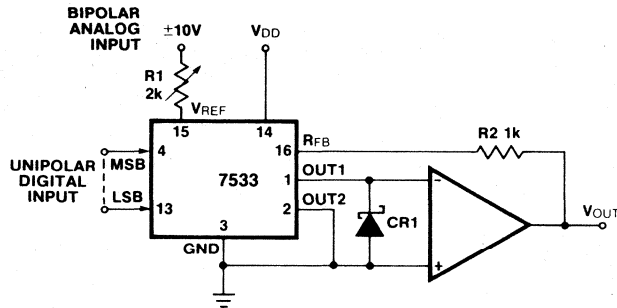 BIPOLAR
ANALOG
INPUT
±10V
VDD
R1
2k
VREF
15
14
RFB
R2 1k
16
4
MSB
UNIPOLAR
DIGITAL
INPUT
7533
1
OUT1
−
2
OUT2
LSB
13
CR1
VOUT
3
GND
+